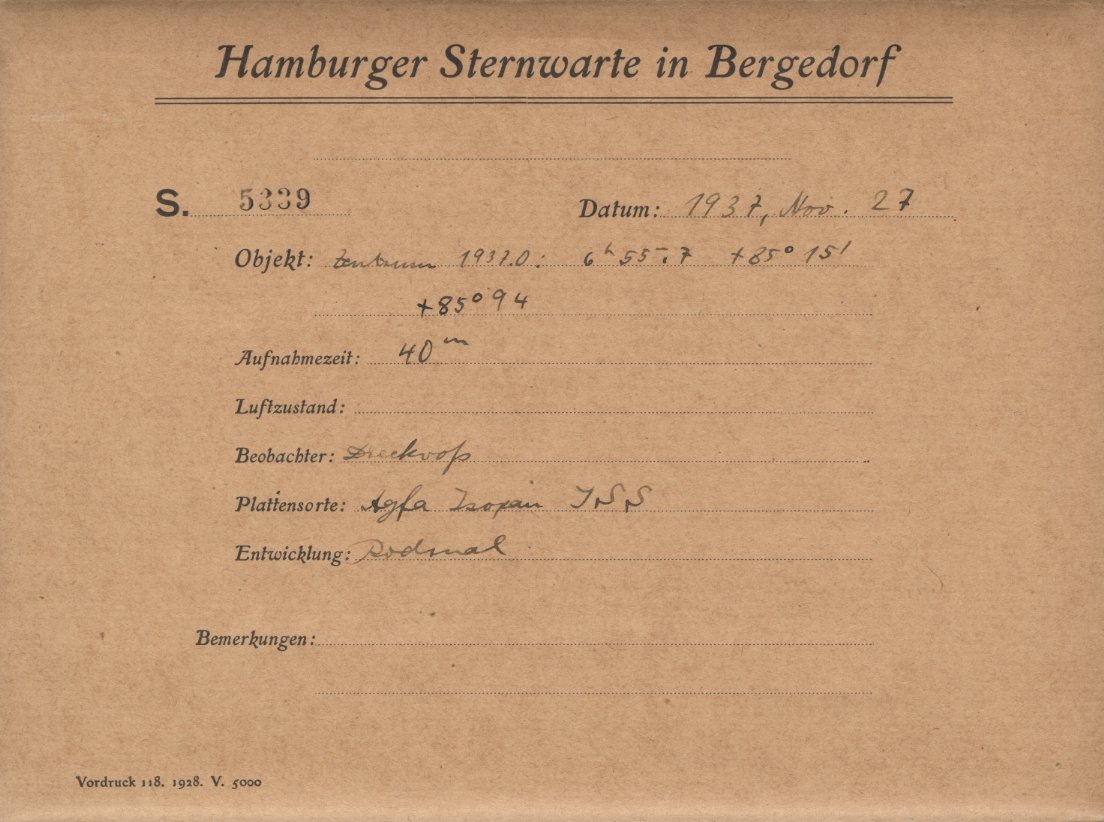 Hamburger Sternwarte in Bergedorf
S. 5339 Datum: 1937, Nov. 27
Objekt: Zentrum 1937.0: 6h 55m.7 +85° 15'
+85° 94
Aufnahmezeit: 40m
Luftzustand:
Beobachter: Dieckvoß
Plattensorte: Agfa Isopan ISS
Entwicklung: Rodinal
Bemerkungen:
Vordruck 118. 1928. V. 5000